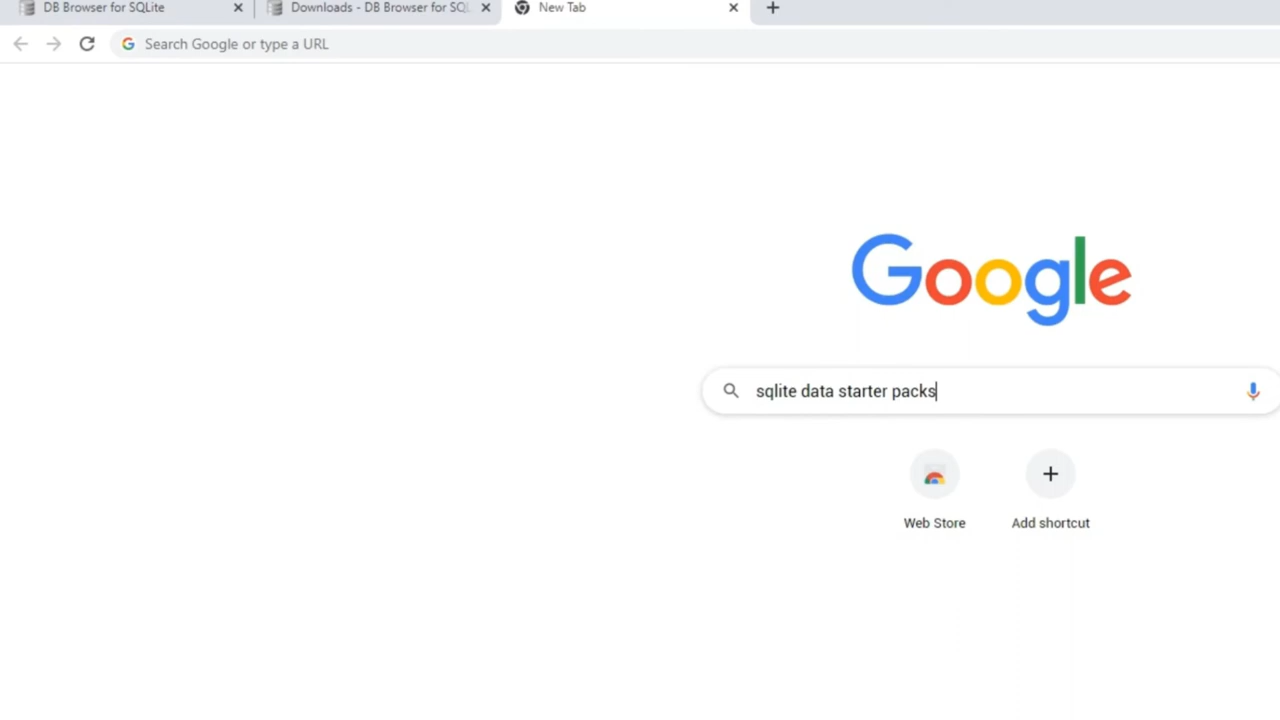 DB Browser for SQLite
Downloads - DB Browser for SQL
New Tab
Search Google or type a URL
Google
sqlite data starter packs
Web Store
Add shortcut